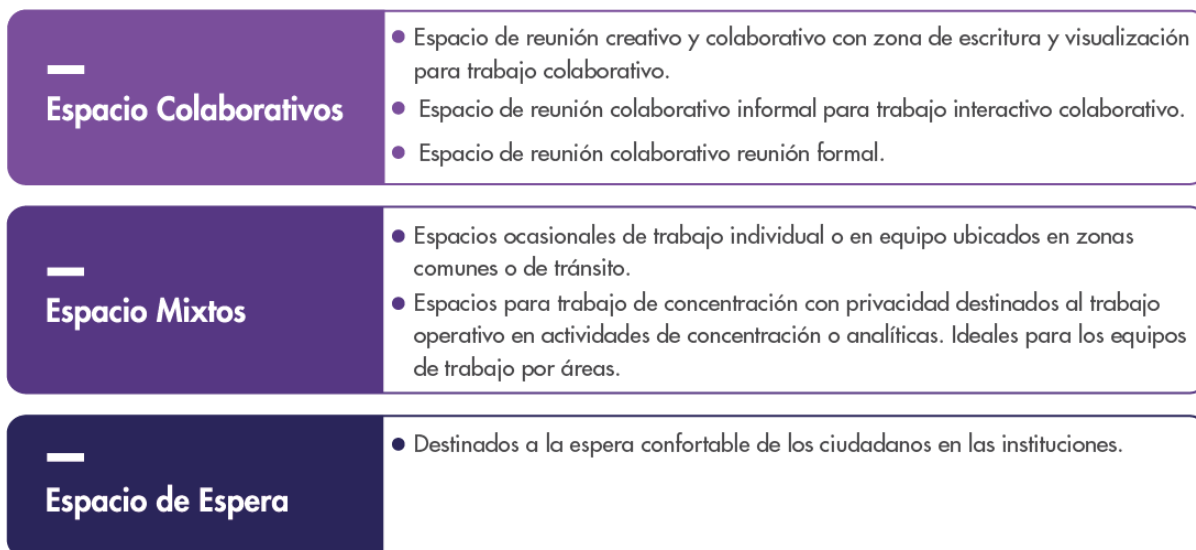 Espacio Colaborativos
● Espacio de reunión creativo y colaborativo con zona de escritura y visualización
para trabajo colaborativo.
● Espacio de reunión colaborativo informal para trabajo interactivo colaborativo.
● Espacio de reunión colaborativo reunión formal.
Espacio Mixtos
● Espacios ocasionales de trabajo individual o en equipo ubicados en zonas
comunes o de tránsito.
● Espacios para trabajo de concentración con privacidad destinados al trabajo
operativo en actividades de concentración o analíticas. Ideales para los equipos
de trabajo por áreas.
Espacio de Espera
● Destinados a la espera confortable de los ciudadanos en las instituciones.